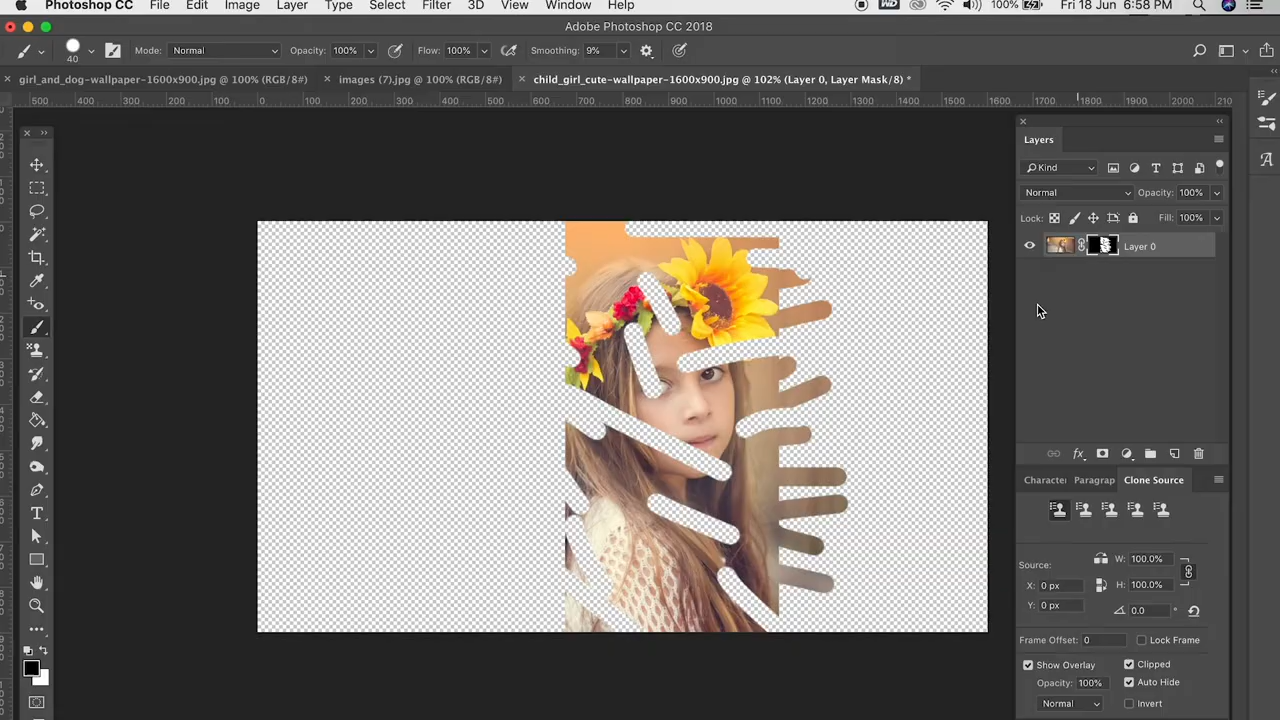 Photoshop CC File Edit Image Layer Type Select Filter 3D View Window Help 100% Fri 18 Jun 6:58 PM
Adobe Photoshop CC 2018
40 Mode: Normal Opacity: 100% Flow: 100% Smoothing: 9%
girl_and_dog-wallpaper-1600x900.jpg @ 100% (RGB/8#) images (7).jpg @ 100% (RGB/8#) child_girl_cute-wallpaper-1600x900.jpg @ 102% (Layer 0, Layer Mask/8) *
500 400 300 200 100 0 100 200 300 400 500 600 700 800 900 1000 1100 1200 1300 1400 1500 1600 1700 1800 1900 2000 210
Layers
Kind
Normal Opacity: 100%
Lock: Fill: 100%
Layer 0
fx
Character Paragrap Clone Source
Source: W: 100.0%
X: 0 px H: 100.0%
Y: 0 px 0.0 °
Frame Offset: 0 Lock Frame
Show Overlay Clipped
Opacity: 100% Auto Hide
Normal Invert